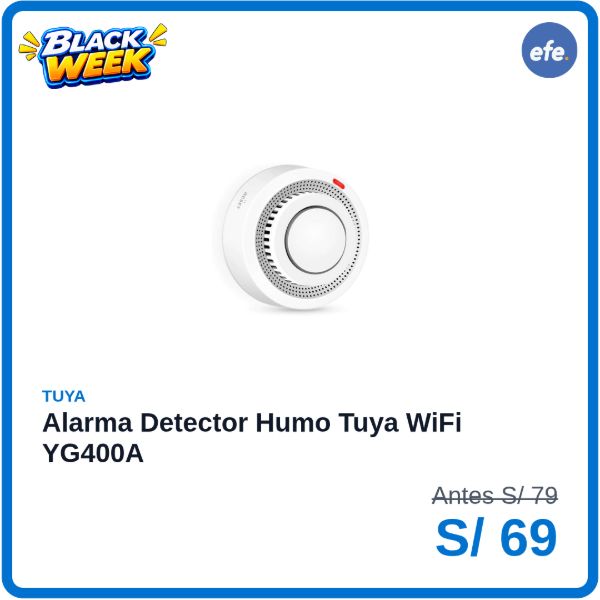 BLACK
WEEK
efe.
TUYA
Alarma Detector Humo Tuya WiFi
YG400A
Antes S/ 79
S/ 69